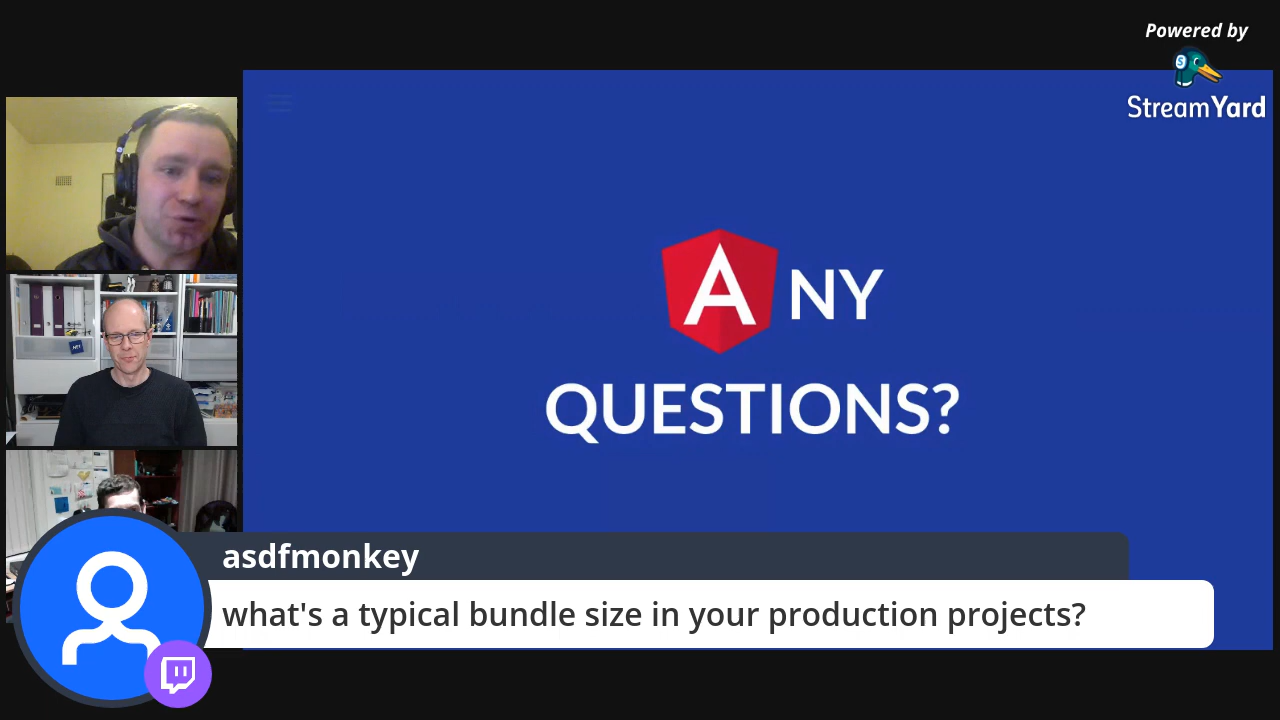 Powered by
StreamYard
ANY
QUESTIONS?
asdfmonkey
what's a typical bundle size in your production projects?